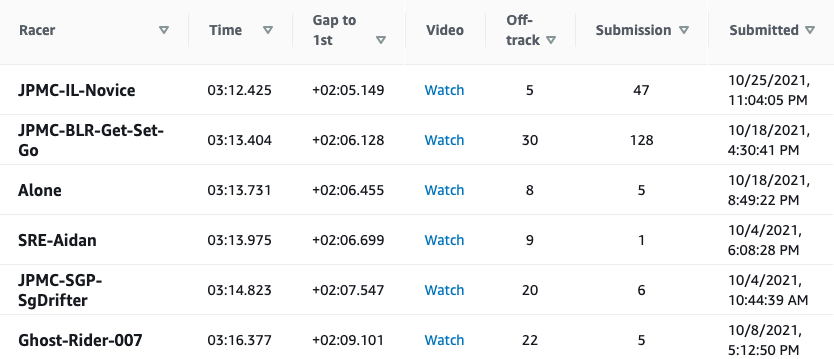 Racer Time Gap to 1st Video Off-track Submission Submitted
JPMC-IL-Novice 03:12.425 +02:05.149 Watch 5 47 10/25/2021, 11:04:05 PM
JPMC-BLR-Get-Set-Go 03:13.404 +02:06.128 Watch 30 128 10/18/2021, 4:30:41 PM
Alone 03:13.731 +02:06.455 Watch 8 5 10/18/2021, 8:49:22 PM
SRE-Aidan 03:13.975 +02:06.699 Watch 9 1 10/4/2021, 6:08:28 PM
JPMC-SGP-SgDrifter 03:14.823 +02:07.547 Watch 20 6 10/4/2021, 10:44:39 AM
Ghost-Rider-007 03:16.377 +02:09.101 Watch 22 5 10/8/2021, 5:12:50 PM